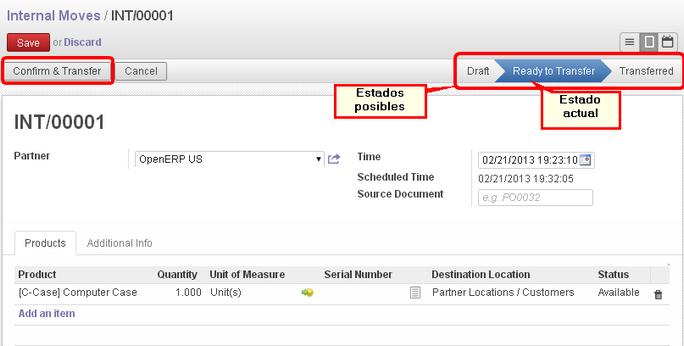 Internal Moves / INT/00001
Save or Discard
Confirm & Transfer Cancel Draft Ready to Transfer Transferred
Estados
posibles
Estado
actual
INT/00001
Partner OpenERP US Time 02/21/2013 19:23:10
Scheduled Time 02/21/2013 19:32:05
Source Document e.g. PO0032
Products Additional Info
Product Quantity Unit of Measure Serial Number Destination Location Status
[C-Case] Computer Case 1.000 Unit(s) Partner Locations / Customers Available
Add an item